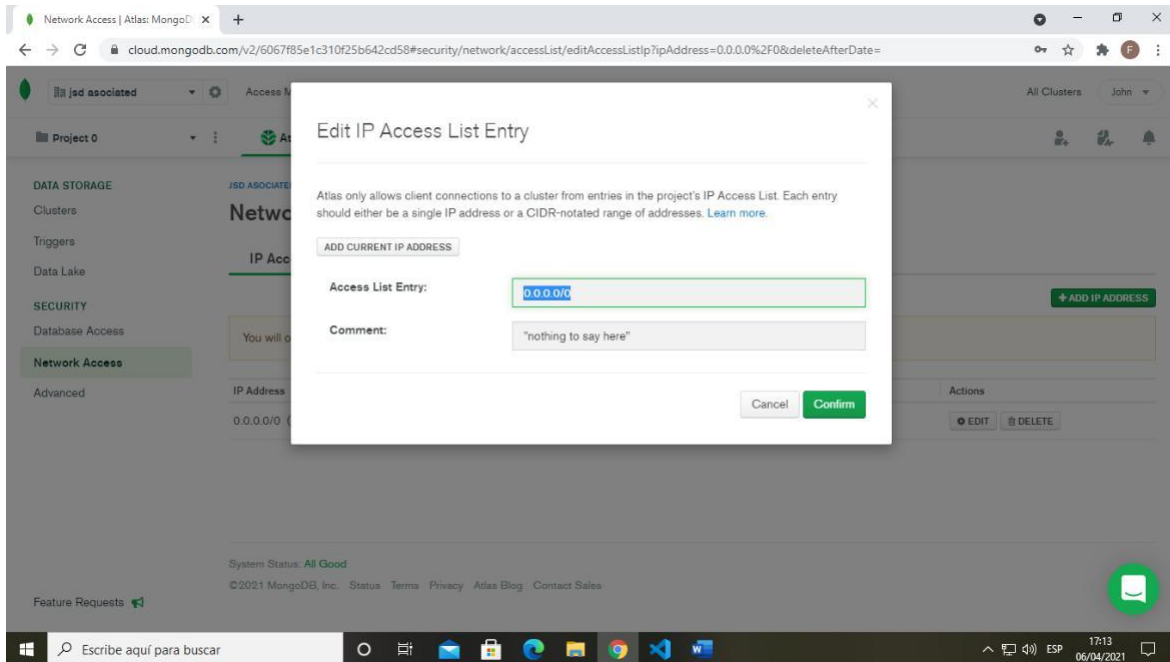 Network Access | Atlas: MongoD
cloud.mongodb.com/v2/6067f85e1c310f25b642cd58#security/network/accessList/editAccessListIp?ipAddress=0.0.0.0%2F0&deleteAfterDate=
F
jsd asociated
Access M
All Clusters
John
Project 0
At
DATA STORAGE
Clusters
Triggers
Data Lake
SECURITY
Database Access
Network Access
Advanced
JSD ASOCIATE
Netwo
IP Acc
+ ADD IP ADDRESS
You will o
IP Address
Actions
0.0.0.0/0 (
EDIT
DELETE
Edit IP Access List Entry
Atlas only allows client connections to a cluster from entries in the project's IP Access List. Each entry
should either be a single IP address or a CIDR-notated range of addresses. Learn more.
ADD CURRENT IP ADDRESS
Access List Entry:
0.0.0.0/0
Comment:
"nothing to say here"
Cancel
Confirm
System Status: All Good
©2021 MongoDB, Inc. Status Terms Privacy Atlas Blog Contact Sales
Feature Requests
Escribe aquí para buscar
W
ESP
17:13
06/04/2021